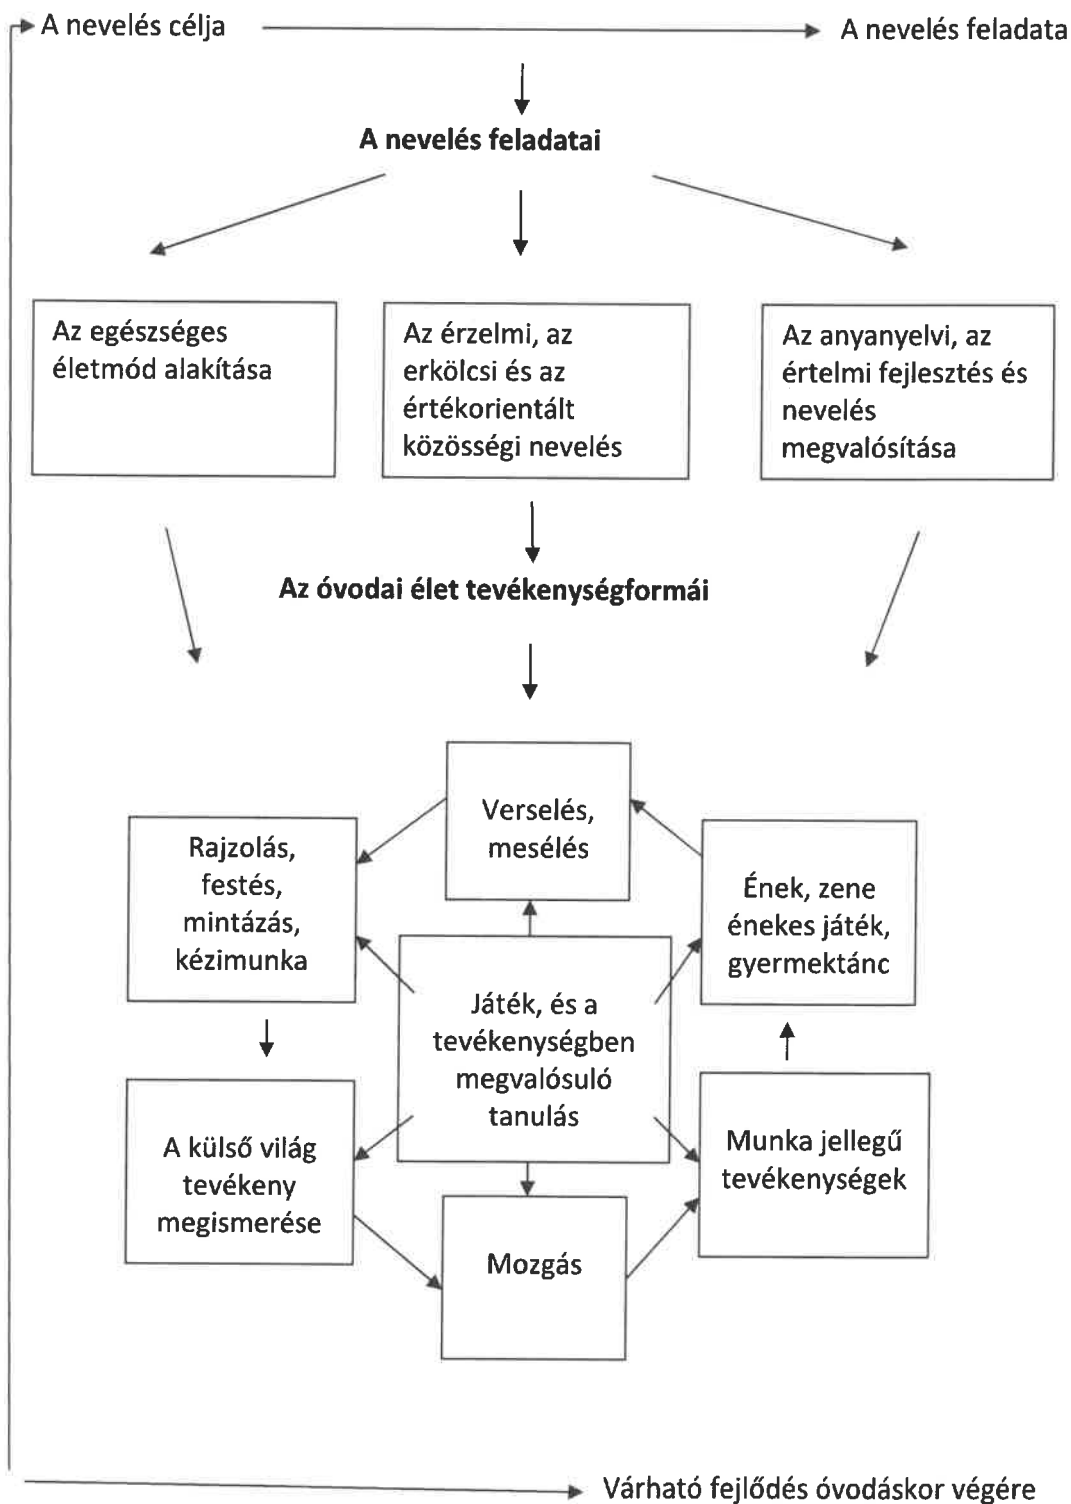 A nevelés célja
A nevelés feladata
A nevelés feladatai
Az egészséges
életmód alakítása
Az érzelmi, az
erkölcsi és az
értékorientált
közösségi nevelés
Az anyanyelvi, az
értelmi fejlesztés és
nevelés
megvalósítása
Az óvodai élet tevékenységformái
Verselés,
mesélés
Rajzolás,
festés,
mintázás,
kézimunka
Ének, zene
énekes játék,
gyermektánc
Játék, és a
tevékenységben
megvalósuló
tanulás
A külső világ
tevékeny
megismerése
Munka jellegű
tevékenységek
Mozgás
Várható fejlődés óvodáskor végére